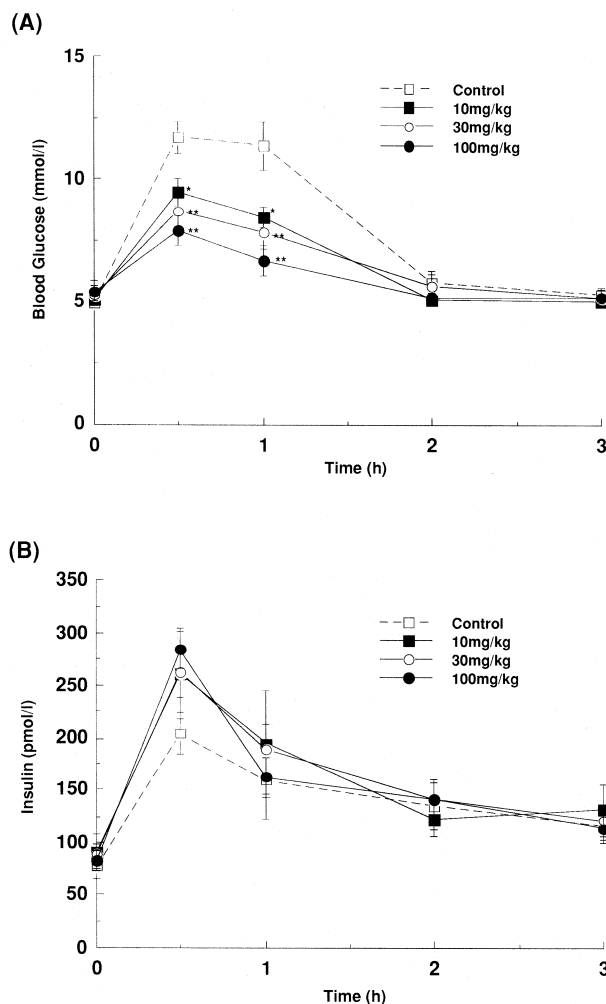 (A)
15
10
5
0
Blood Glucose (mmol/l)
Control
10mg/kg
30mg/kg
100mg/kg
*
**
**
*
**
**
0
1
2
3
Time (h)
(B)
350
300
250
200
150
100
50
0
Insulin (pmol/l)
Control
10mg/kg
30mg/kg
100mg/kg
0
1
2
3
Time (h)